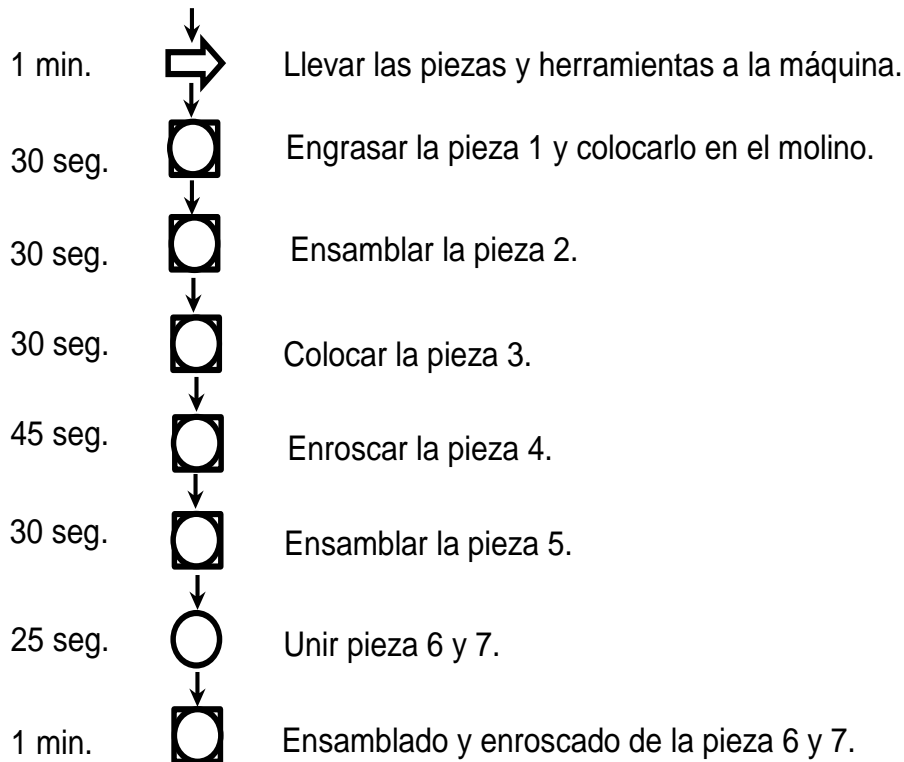 1 min. Llevar las piezas y herramientas a la máquina.
30 seg. Engrasar la pieza 1 y colocarlo en el molino.
30 seg. Ensamblar la pieza 2.
30 seg. Colocar la pieza 3.
45 seg. Enroscar la pieza 4.
30 seg. Ensamblar la pieza 5.
25 seg. Unir pieza 6 y 7.
1 min. Ensamblado y enroscado de la pieza 6 y 7.